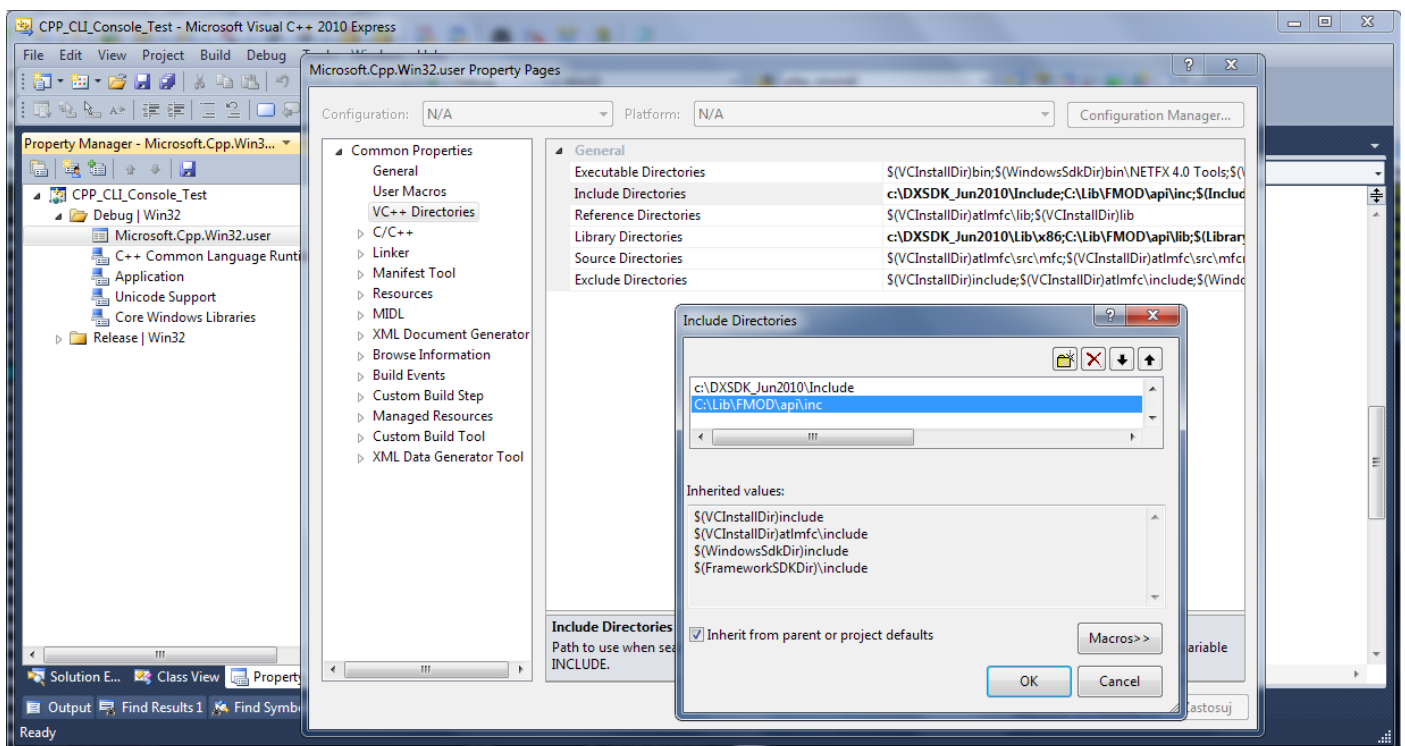 CPP_CLI_Console_Test - Microsoft Visual C++ 2010 Express
File Edit View Project Build Debug
Property Manager - Microsoft.Cpp.Win3...
CPP_CLI_Console_Test
Debug | Win32
Microsoft.Cpp.Win32.user
C++ Common Language Runti
Application
Unicode Support
Core Windows Libraries
Release | Win32
Solution E... Class View Property
Output Find Results 1 Find Symb
Ready
Microsoft.Cpp.Win32.user Property Pages
Configuration: N/A Platform: N/A Configuration Manager...
Common Properties
General
User Macros
VC++ Directories
C/C++
Linker
Manifest Tool
Resources
MIDL
XML Document Generator
Browse Information
Build Events
Custom Build Step
Managed Resources
Custom Build Tool
XML Data Generator Tool
General
Executable Directories $(VCInstallDir)bin;$(WindowsSdkDir)bin\NETFX 4.0 Tools;$(\
Include Directories c:\DXSDK_Jun2010\Include;C:\Lib\FMOD\api\inc;$(Includ
Reference Directories $(VCInstallDir)atlmfc\lib;$(VCInstallDir)lib
Library Directories c:\DXSDK_Jun2010\Lib\x86;C:\Lib\FMOD\api\lib;$(Library
Source Directories $(VCInstallDir)atlmfc\src\mfc;$(VCInstallDir)atlmfc\src\mfcm
Exclude Directories $(VCInstallDir)include;$(VCInstallDir)atlmfc\include;$(Windo
Include Directories
Path to use when sea ariable
INCLUDE.
Zastosuj
Include Directories
c:\DXSDK_Jun2010\Include
C:\Lib\FMOD\api\inc
Inherited values:
$(VCInstallDir)include
$(VCInstallDir)atlmfc\include
$(WindowsSdkDir)include
$(FrameworkSDKDir)\include
Inherit from parent or project defaults
Macros>>
OK Cancel